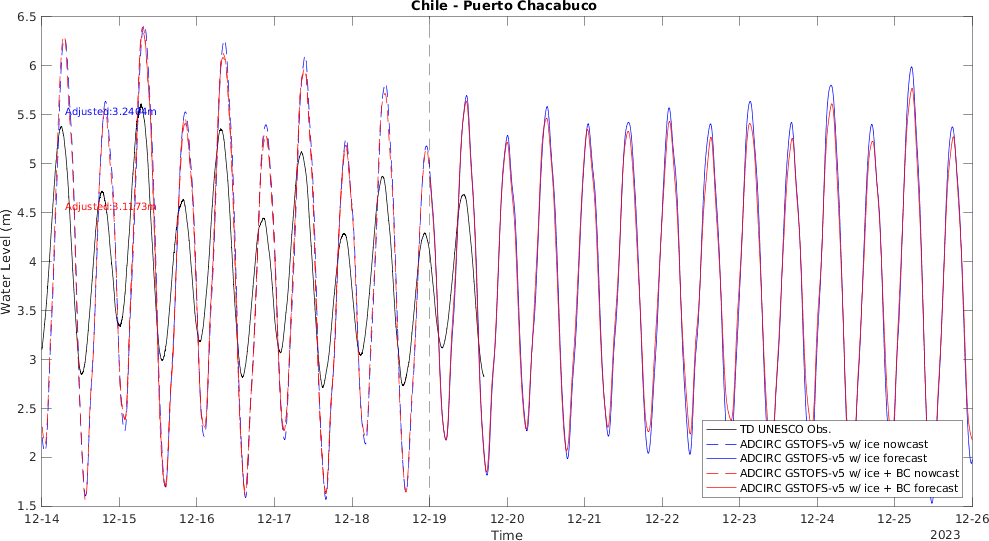 Chile - Puerto Chacabuco
6.5
6
5.5
5
4.5
4
3.5
3
2.5
2
1.5
Water Level (m)
Adjusted:3.2404m
Adjusted:3.1173m
TD UNESCO Obs.
ADCIRC GSTOFS-v5 w/ ice nowcast
ADCIRC GSTOFS-v5 w/ ice forecast
ADCIRC GSTOFS-v5 w/ ice + BC nowcast
ADCIRC GSTOFS-v5 w/ ice + BC forecast
12-14 12-15 12-16 12-17 12-18 12-19 12-20 12-21 12-22 12-23 12-24 12-25 12-26
Time
2023